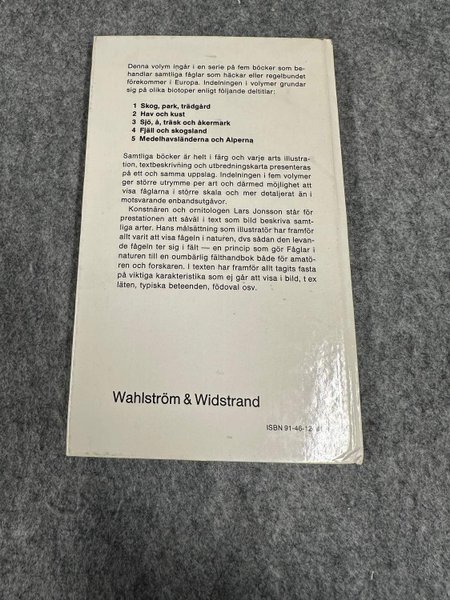 Denna volym ingår i en serie på fem böcker som be-
handlar samtliga fåglar som häckar eller regelbundet
förekommer i Europa. Indelningen i volymer grundar
sig på olika biotoper enligt följande deltitlar:
1 Skog, park, trädgård
2 Hav och kust
3 Sjö, å, träsk och åkermark
4 Fjäll och skogsland
5 Medelhavsländerna och Alperna
Samtliga böcker är helt i färg och varje arts illustra-
tion, textbeskrivning och utbredningskarta presenteras
på ett och samma uppslag. Indelningen i fem volymer
ger större utrymme per art och därmed möjlighet att
visa fåglarna i större skala och mer detaljerat än i
motsvarande enbandsutgåvor.
Konstnären och ornitologen Lars Jonsson står för
prestationen att såväl i text som bild beskriva samt-
liga arter. Hans målsättning som illustratör har framför
allt varit att visa fågeln i naturen, dvs sådan den levan-
de fågeln ter sig i fält — en princip som gör Fåglar i
naturen till en oumbärlig fälthandbok både för amatö-
ren och forskaren. I texten har framför allt tagits fasta
på viktiga karakteristika som ej går att visa i bild, t ex
läten, typiska beteenden, födoval osv.
Wahlström & Widstrand
ISBN 91-46-12